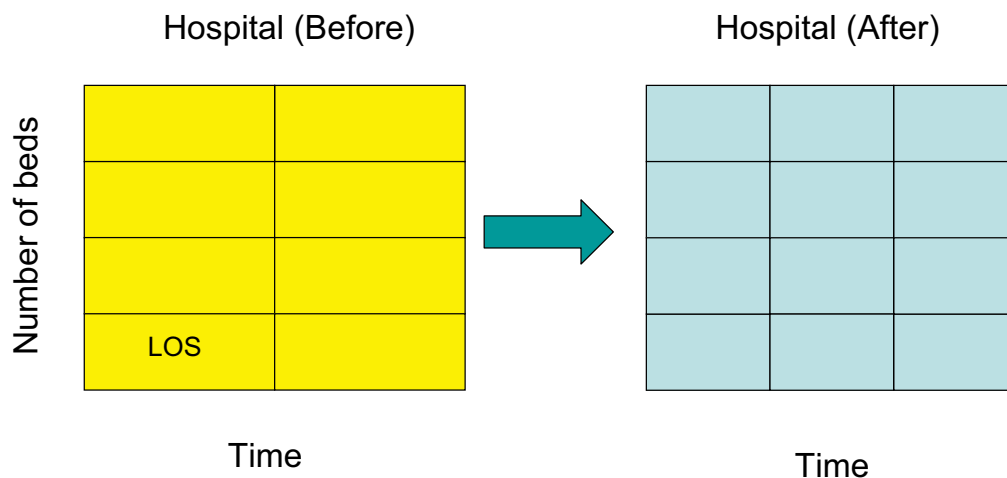 Hospital (Before)
Hospital (After)
Number of beds
LOS
Time
Time